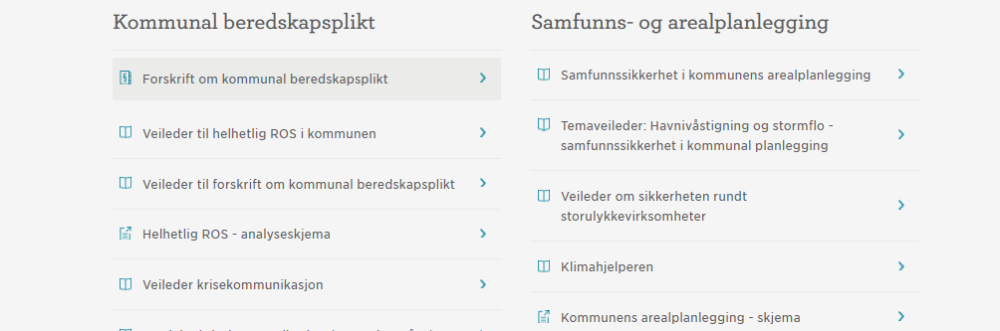 Kommunal beredskapsplikt
Forskrift om kommunal beredskapsplikt
Veileder til helhetlig ROS i kommunen
Veileder til forskrift om kommunal beredskapsplikt
Helhetlig ROS - analyseskjema
Veileder krisekommunikasjon
Samfunns- og arealplanlegging
Samfunnssikkerhet i kommunens arealplanlegging
Temaveileder: Havnivåstigning og stormflo -
samfunnssikkerhet i kommunal planlegging
Veileder om sikkerheten rundt
storulykkevirksomheter
Klimahjelperen
Kommunens arealplanlegging - skjema